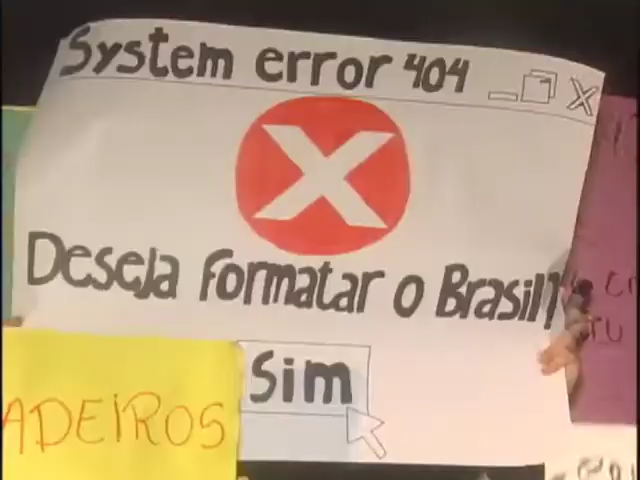 System error 404
X
Deseja formatar o Brasil?
Sim
ADEIROS